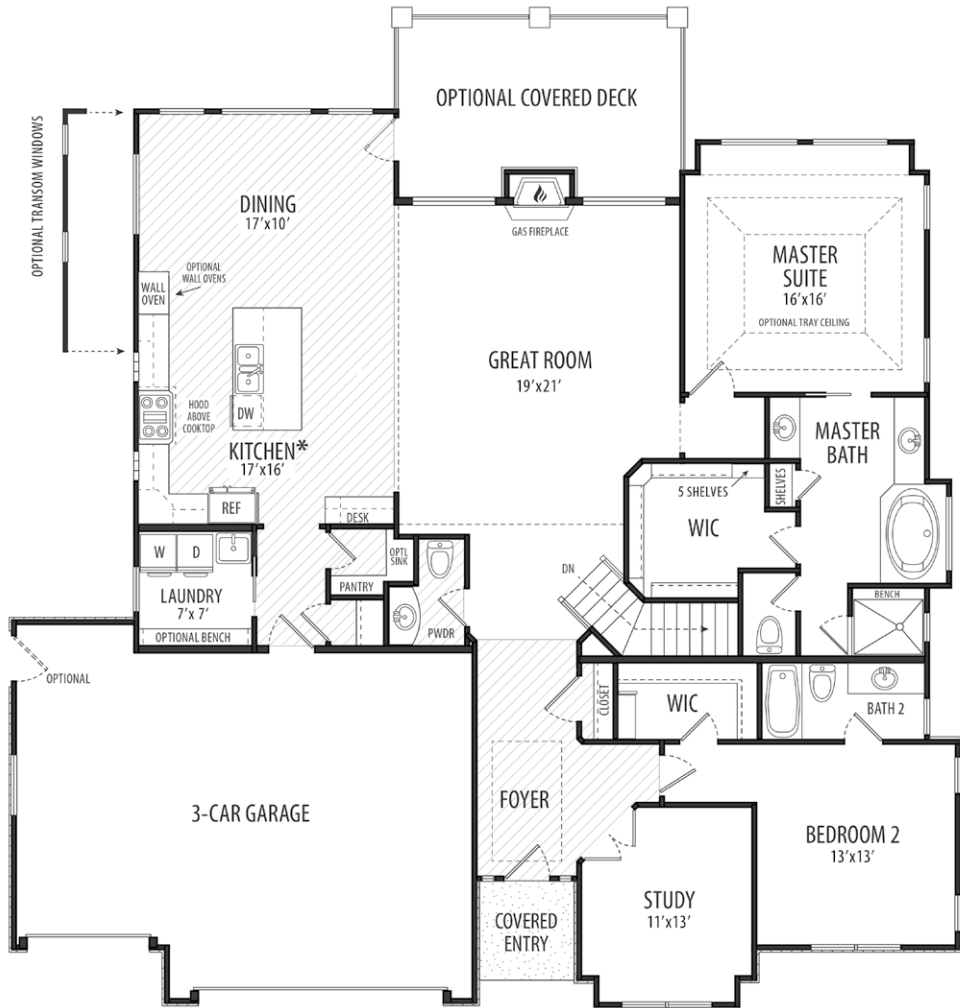 OPTIONAL COVERED DECK
OPTIONAL TRANSOM WINDOWS
DINING
17'x10'
GAS FIREPLACE
MASTER
SUITE
16'x16'
OPTIONAL TRAY CEILING
OPTIONAL
WALL OVENS
WALL
OVEN
GREAT ROOM
19'x21'
HOOD
ABOVE
COOKTOP
DW
KITCHEN*
17'x16'
MASTER
BATH
5 SHELVES
SHELVES
WIC
REF
DESK
W
D
OPT'L
SINK
PANTRY
LAUNDRY
7'x 7'
OPTIONAL BENCH
PWDR
DN
BENCH
OPTIONAL
CLOSET
WIC
BATH 2
3-CAR GARAGE
FOYER
BEDROOM 2
13'x13'
STUDY
11'x13'
COVERED
ENTRY